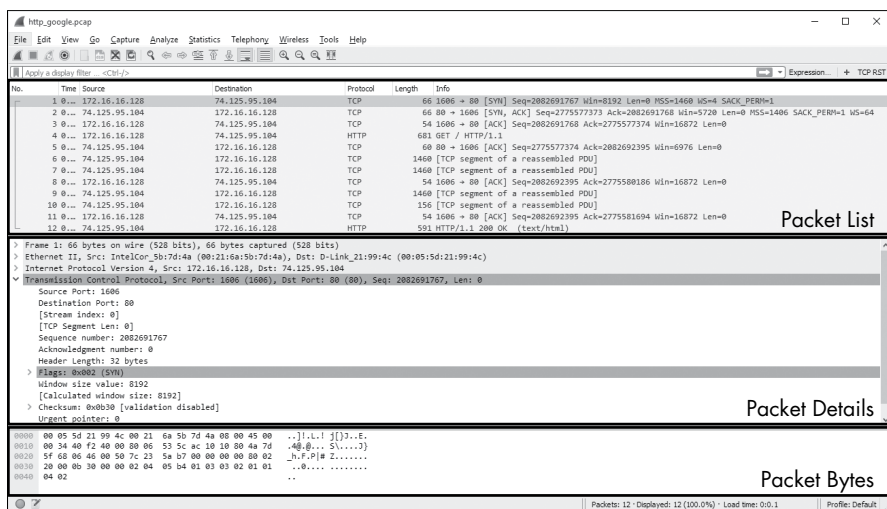 http_google.pcap
File Edit View Go Capture Analyze Statistics Telephony Wireless Tools Help
Apply a display filter ... <Ctrl-/> Expression... + TCP RST
No. Time Source Destination Protocol Length Info
1 0... 172.16.16.128 74.125.95.104 TCP 66 1606 → 80 [SYN] Seq=2082691767 Win=8192 Len=0 MSS=1460 WS=4 SACK_PERM=1
2 0... 74.125.95.104 172.16.16.128 TCP 66 80 → 1606 [SYN, ACK] Seq=2775577373 Ack=2082691768 Win=5720 Len=0 MSS=1406 SACK_PERM=1 WS=64
3 0... 172.16.16.128 74.125.95.104 TCP 54 1606 → 80 [ACK] Seq=2082691768 Ack=2775577374 Win=16872 Len=0
4 0... 172.16.16.128 74.125.95.104 HTTP 681 GET / HTTP/1.1
5 0... 74.125.95.104 172.16.16.128 TCP 60 80 → 1606 [ACK] Seq=2775577374 Ack=2082692395 Win=6976 Len=0
6 0... 74.125.95.104 172.16.16.128 TCP 1460 [TCP segment of a reassembled PDU]
7 0... 74.125.95.104 172.16.16.128 TCP 1460 [TCP segment of a reassembled PDU]
8 0... 172.16.16.128 74.125.95.104 TCP 54 1606 → 80 [ACK] Seq=2082692395 Ack=2775580186 Win=16872 Len=0
9 0... 74.125.95.104 172.16.16.128 TCP 1460 [TCP segment of a reassembled PDU]
10 0... 74.125.95.104 172.16.16.128 TCP 156 [TCP segment of a reassembled PDU]
11 0... 172.16.16.128 74.125.95.104 TCP 54 1606 → 80 [ACK] Seq=2082692395 Ack=2775581694 Win=16872 Len=0
12 0... 74.125.95.104 172.16.16.128 HTTP 591 HTTP/1.1 200 OK (text/html)
Packet List
Frame 1: 66 bytes on wire (528 bits), 66 bytes captured (528 bits)
Ethernet II, Src: IntelCor_5b:7d:4a (00:21:6a:5b:7d:4a), Dst: D-Link_21:99:4c (00:05:5d:21:99:4c)
Internet Protocol Version 4, Src: 172.16.16.128, Dst: 74.125.95.104
Transmission Control Protocol, Src Port: 1606 (1606), Dst Port: 80 (80), Seq: 2082691767, Len: 0
Source Port: 1606
Destination Port: 80
[Stream index: 0]
[TCP Segment Len: 0]
Sequence number: 2082691767
Acknowledgment number: 0
Header Length: 32 bytes
Flags: 0x002 (SYN)
Window size value: 8192
[Calculated window size: 8192]
Checksum: 0x0b30 [validation disabled]
Urgent pointer: 0
Packet Details
0000 00 05 5d 21 99 4c 00 21 6a 5b 7d 4a 08 00 45 00 ..]!.L.! j[}J..E.
0010 00 34 40 f2 40 00 80 06 53 5c ac 10 10 80 4a 7d .4@.@... S\....J}
0020 5f 68 06 46 00 50 7c 23 5a b7 00 00 00 00 80 02 _h.F.P|# Z.......
0030 20 00 0b 30 00 00 02 04 05 b4 01 03 03 02 01 01 ..0.... ........
0040 04 02 ..
Packet Bytes
Packets: 12 · Displayed: 12 (100.0%) · Load time: 0:0.1 Profile: Default